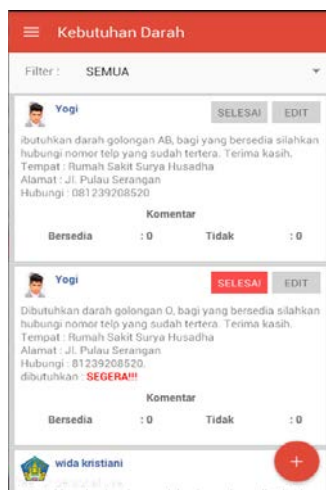 Kebutuhan Darah
Filter : SEMUA
Yogi SELESAI EDIT
ibutuhkan darah golongan AB, bagi yang bersedia silahkan
hubungi nomor telp yang sudah tertera. Terima kasih.
Tempat : Rumah Sakit Surya Husadha
Alamat : Jl. Pulau Serangan
Hubungi : 081239208520
Komentar
Bersedia : 0 Tidak : 0
Yogi SELESAI EDIT
Dibutuhkan darah golongan O, bagi yang bersedia silahkan
hubungi nomor telp yang sudah tertera. Terima kasih.
Tempat : Rumah Sakit Surya Husadha
Alamat : Jl. Pulau Serangan
Hubungi : 81239208520.
dibutuhkan : SEGERA!!!
Komentar
Bersedia : 0 Tidak : 0
wida kristiani
+